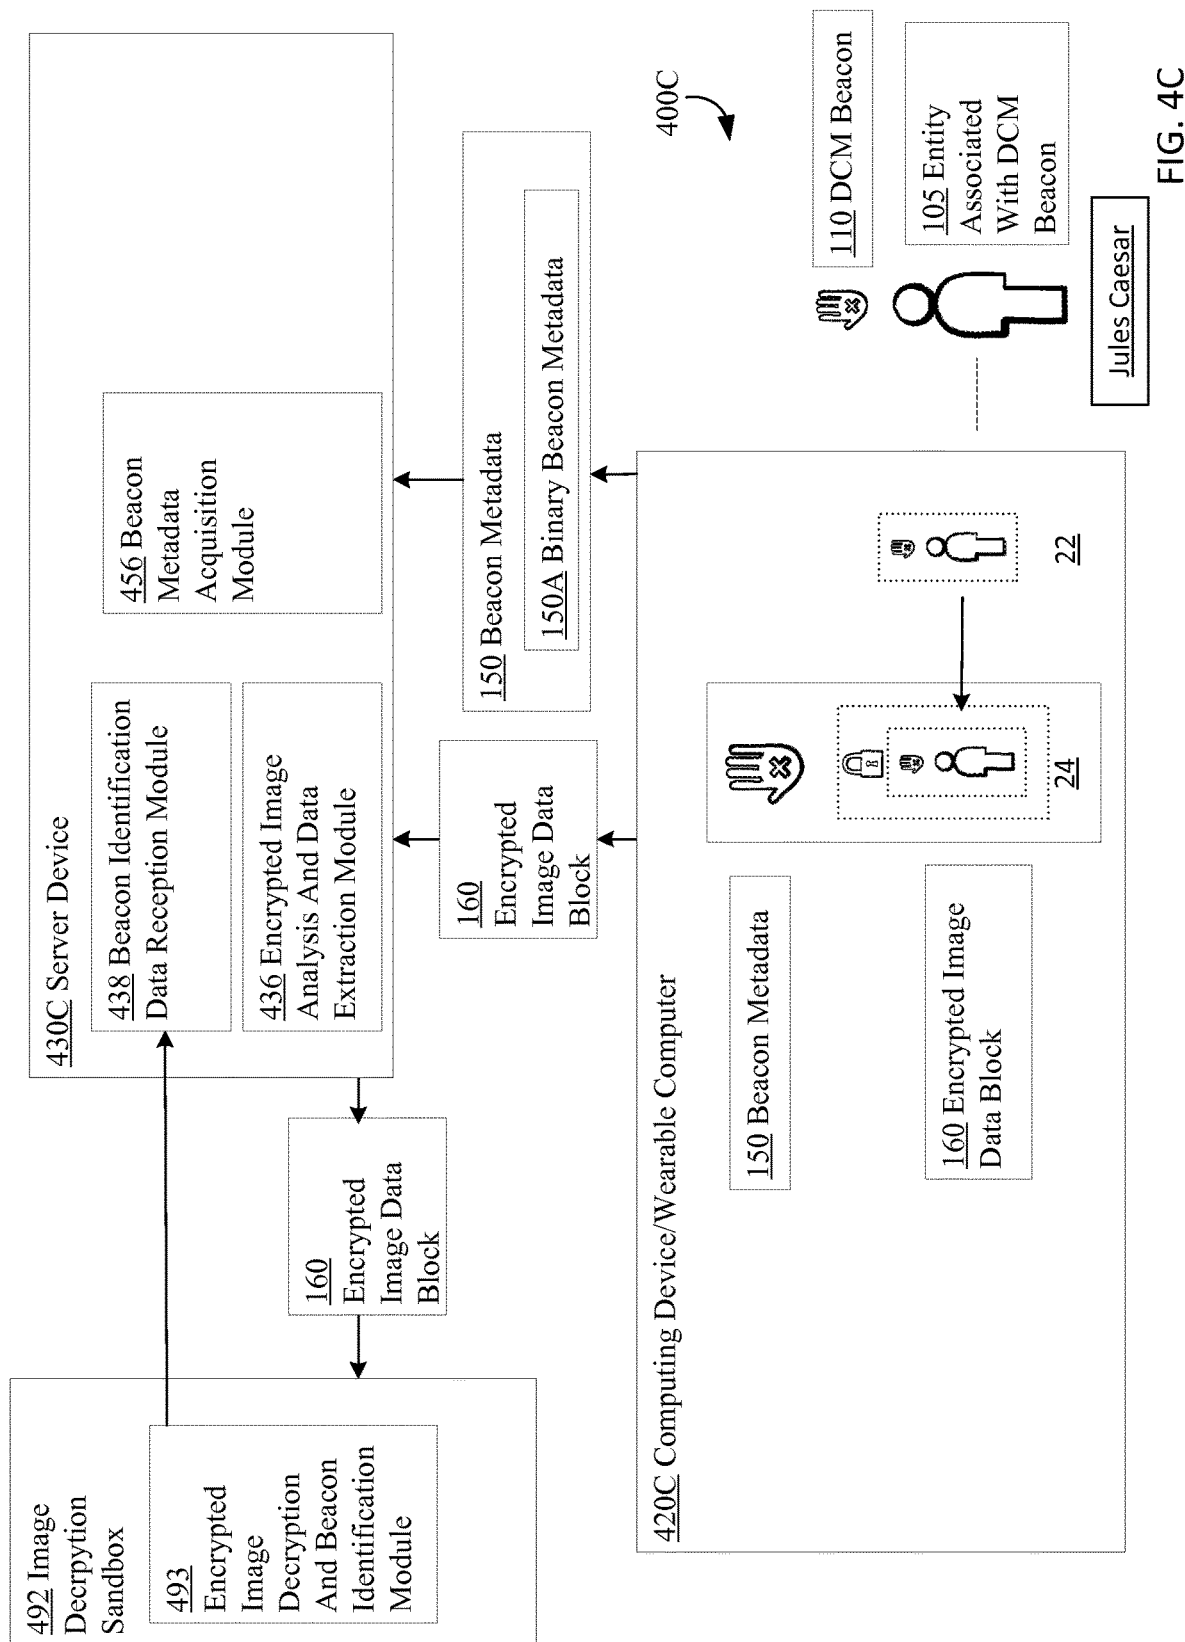 492 Image
Decrpytion
Sandbox
493
Encrypted
Image
Decryption
And Beacon
Identification
Module
160
Encrypted
Image Data
Block
430C Server Device
438 Beacon Identification
Data Reception Module
436 Encrypted Image
Analysis And Data
Extraction Module
456 Beacon
Metadata
Acquisition
Module
160
Encrypted
Image Data
Block
150 Beacon Metadata
150A Binary Beacon Metadata
420C Computing Device/Wearable Computer
150 Beacon Metadata
160 Encrypted Image
Data Block
24
22
400C
110 DCM Beacon
105 Entity
Associated
With DCM
Beacon
Jules Caesar
FIG. 4C